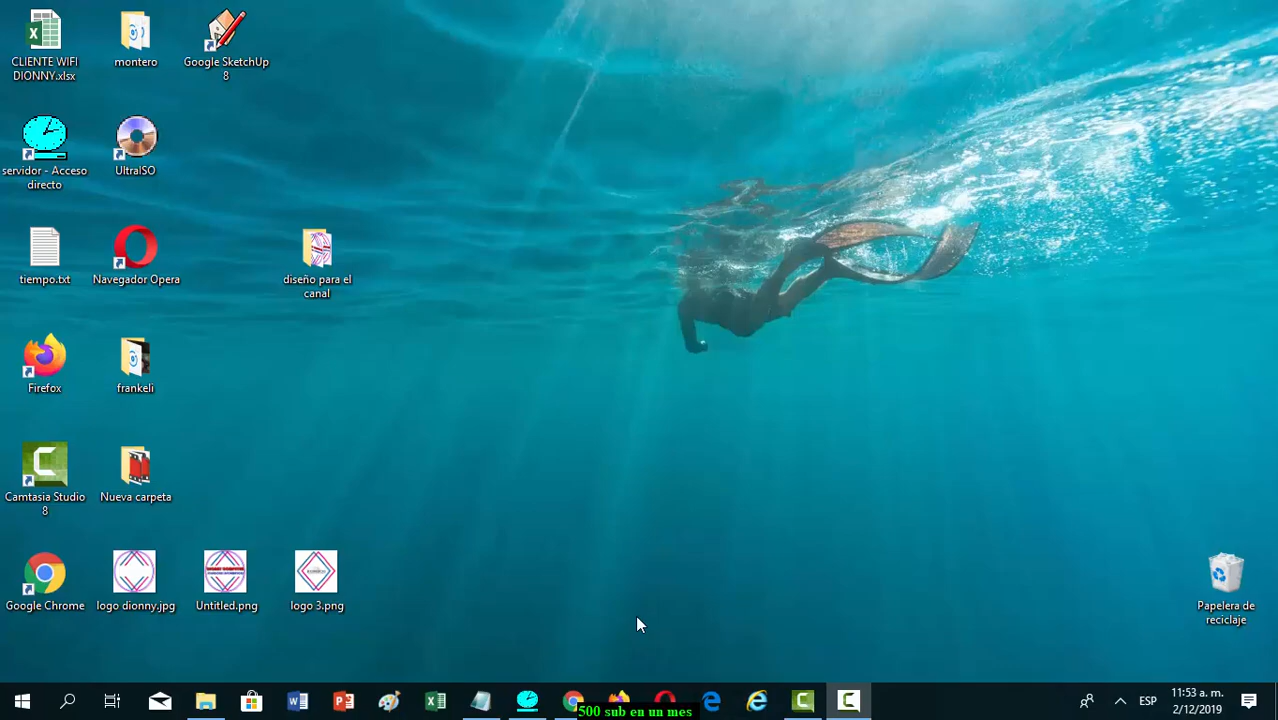 CLIENTE WIFI
DIONNY.xlsx
montero
Google SketchUp
8
servidor - Acceso
directo
UltraISO
tiempo.txt
Navegador Opera
diseño para el
canal
Firefox
frankeli
Camtasia Studio
8
Nueva carpeta
Google Chrome
logo dionny.jpg
Untitled.png
logo 3.png
Papelera de
reciclaje
ESP
11:53 a. m.
2/12/2019
500 sub en un mes